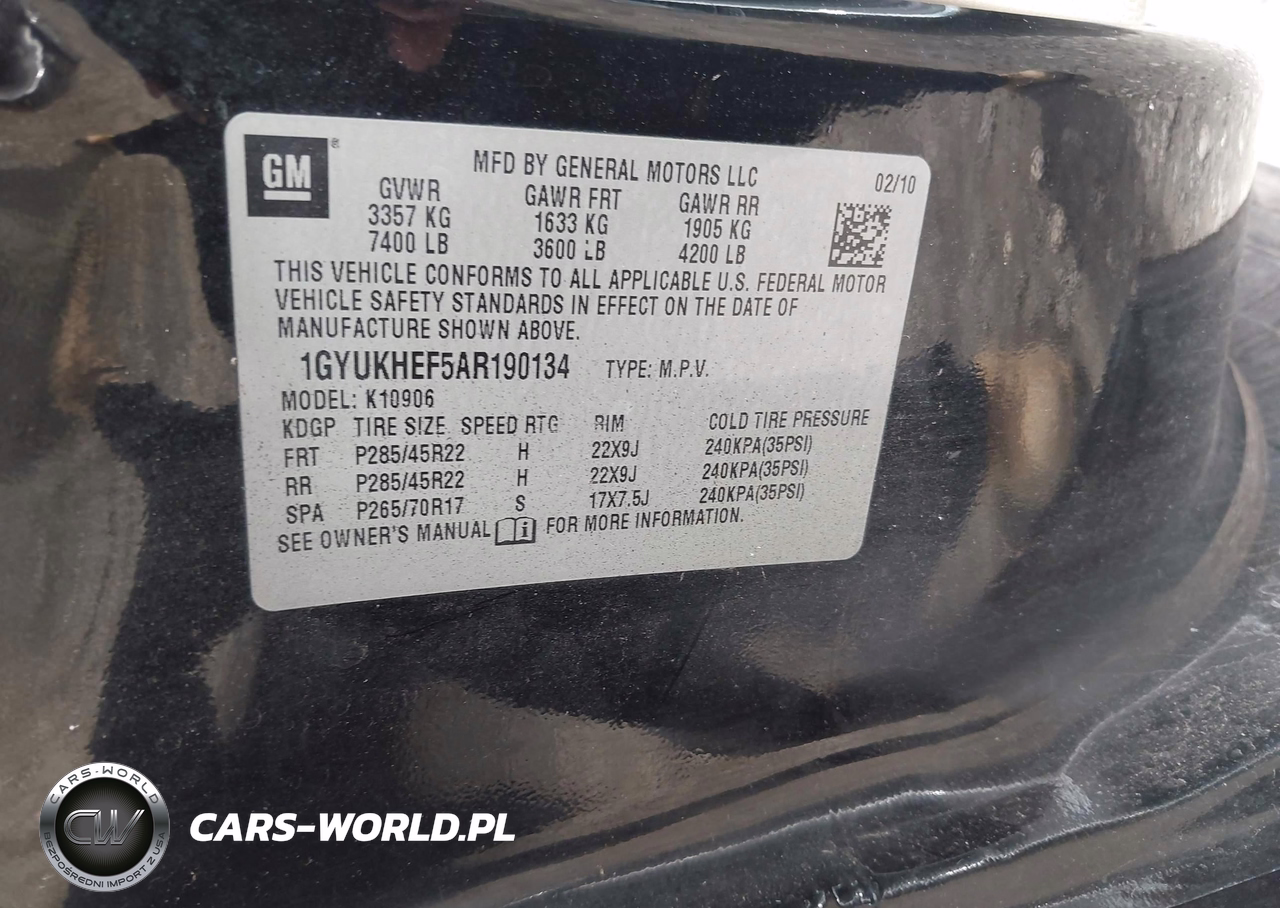 GM
MFD BY GENERAL MOTORS LLC
02/10
GVWR GAWR FRT GAWR RR
3357 KG 1633 KG 1905 KG
7400 LB 3600 LB 4200 LB
THIS VEHICLE CONFORMS TO ALL APPLICABLE U.S. FEDERAL MOTOR
VEHICLE SAFETY STANDARDS IN EFFECT ON THE DATE OF
MANUFACTURE SHOWN ABOVE.
1GYUKHEF5AR190134 TYPE: M.P.V.
MODEL: K10906
KDGP TIRE SIZE SPEED RTG RIM COLD TIRE PRESSURE
FRT P285/45R22 H 22X9J 240KPA(35PSI)
RR P285/45R22 H 22X9J 240KPA(35PSI)
SPA P265/70R17 S 17X7.5J 240KPA(35PSI)
SEE OWNER'S MANUAL FOR MORE INFORMATION.
CARS-WORLD
CW
BEZPOŚREDNI IMPORT Z USA
CARS-WORLD.PL